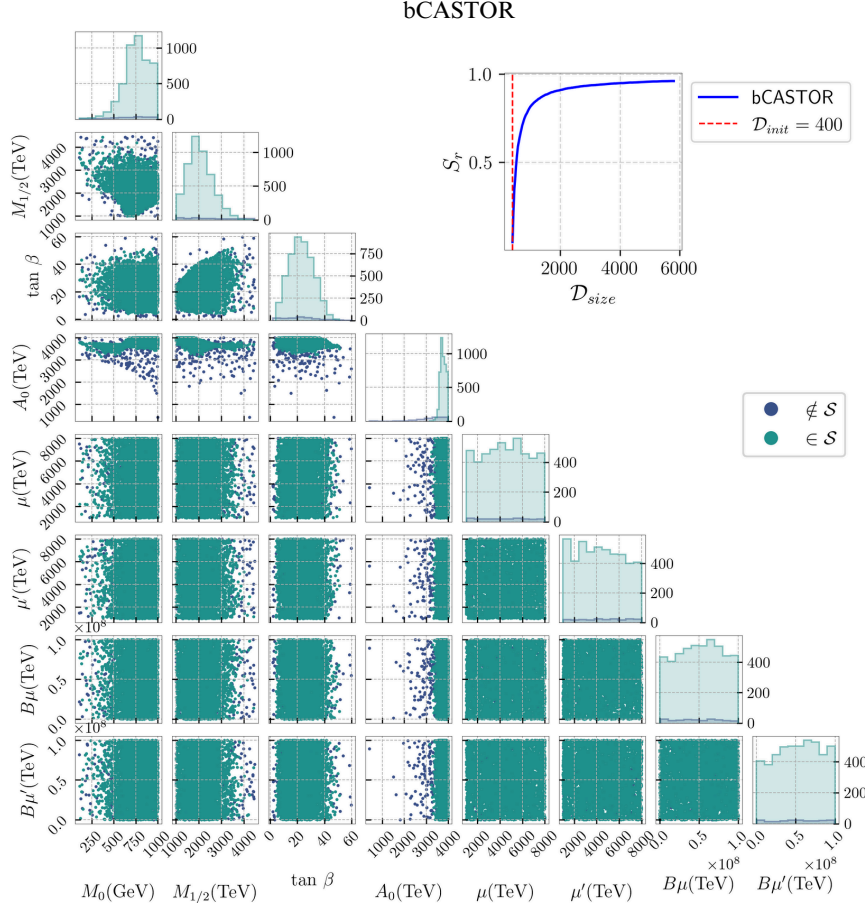 bCASTOR
1000
500
0
1.0
0.5
S_r
2000 4000 6000
D_size
bCASTOR
D_init = 400
M_{1/2}(TeV)
4000
3000
2000
1000
1000
500
0
tan β
60
40
20
0
750
500
250
0
A_0(TeV)
4000
3000
2000
1000
1000
500
0
∉ S
∈ S
μ(TeV)
8000
6000
4000
2000
400
200
0
μ′(TeV)
8000
6000
4000
2000
400
200
0
×10^8
Bμ(TeV)
1.0
0.5
0.0
400
200
0
×10^8
Bμ′(TeV)
1.0
0.5
0.0
400
200
0
250 500 750 1000
1000 2000 3000 4000
0 20 40 60
1000 2000 3000 4000
2000 4000 6000 8000
2000 4000 6000 8000
0.0 0.5 1.0
0.0 0.5 1.0
×10^8 ×10^8
M_0(GeV) M_{1/2}(TeV) tan β A_0(TeV) μ(TeV) μ′(TeV) Bμ(TeV) Bμ′(TeV)